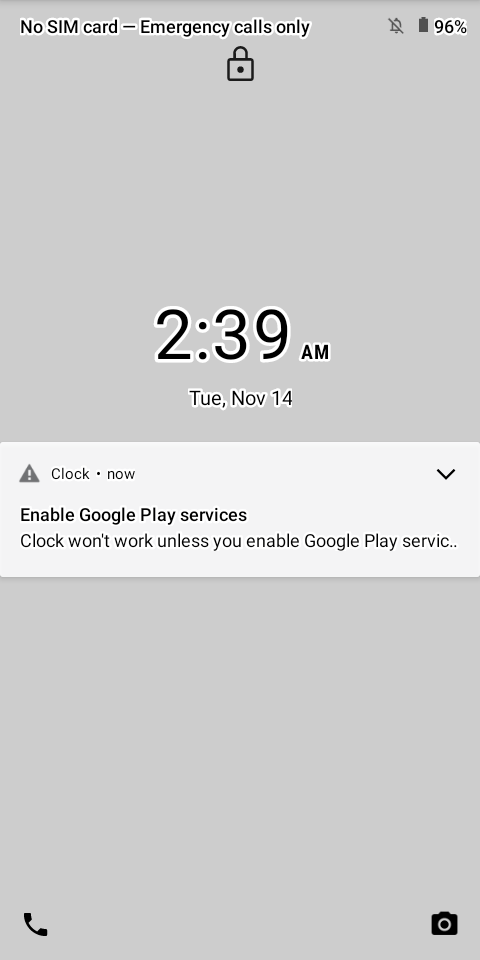 No SIM card — Emergency calls only 96%
2:39 AM
Tue, Nov 14
Clock • now
Enable Google Play services
Clock won't work unless you enable Google Play servic..